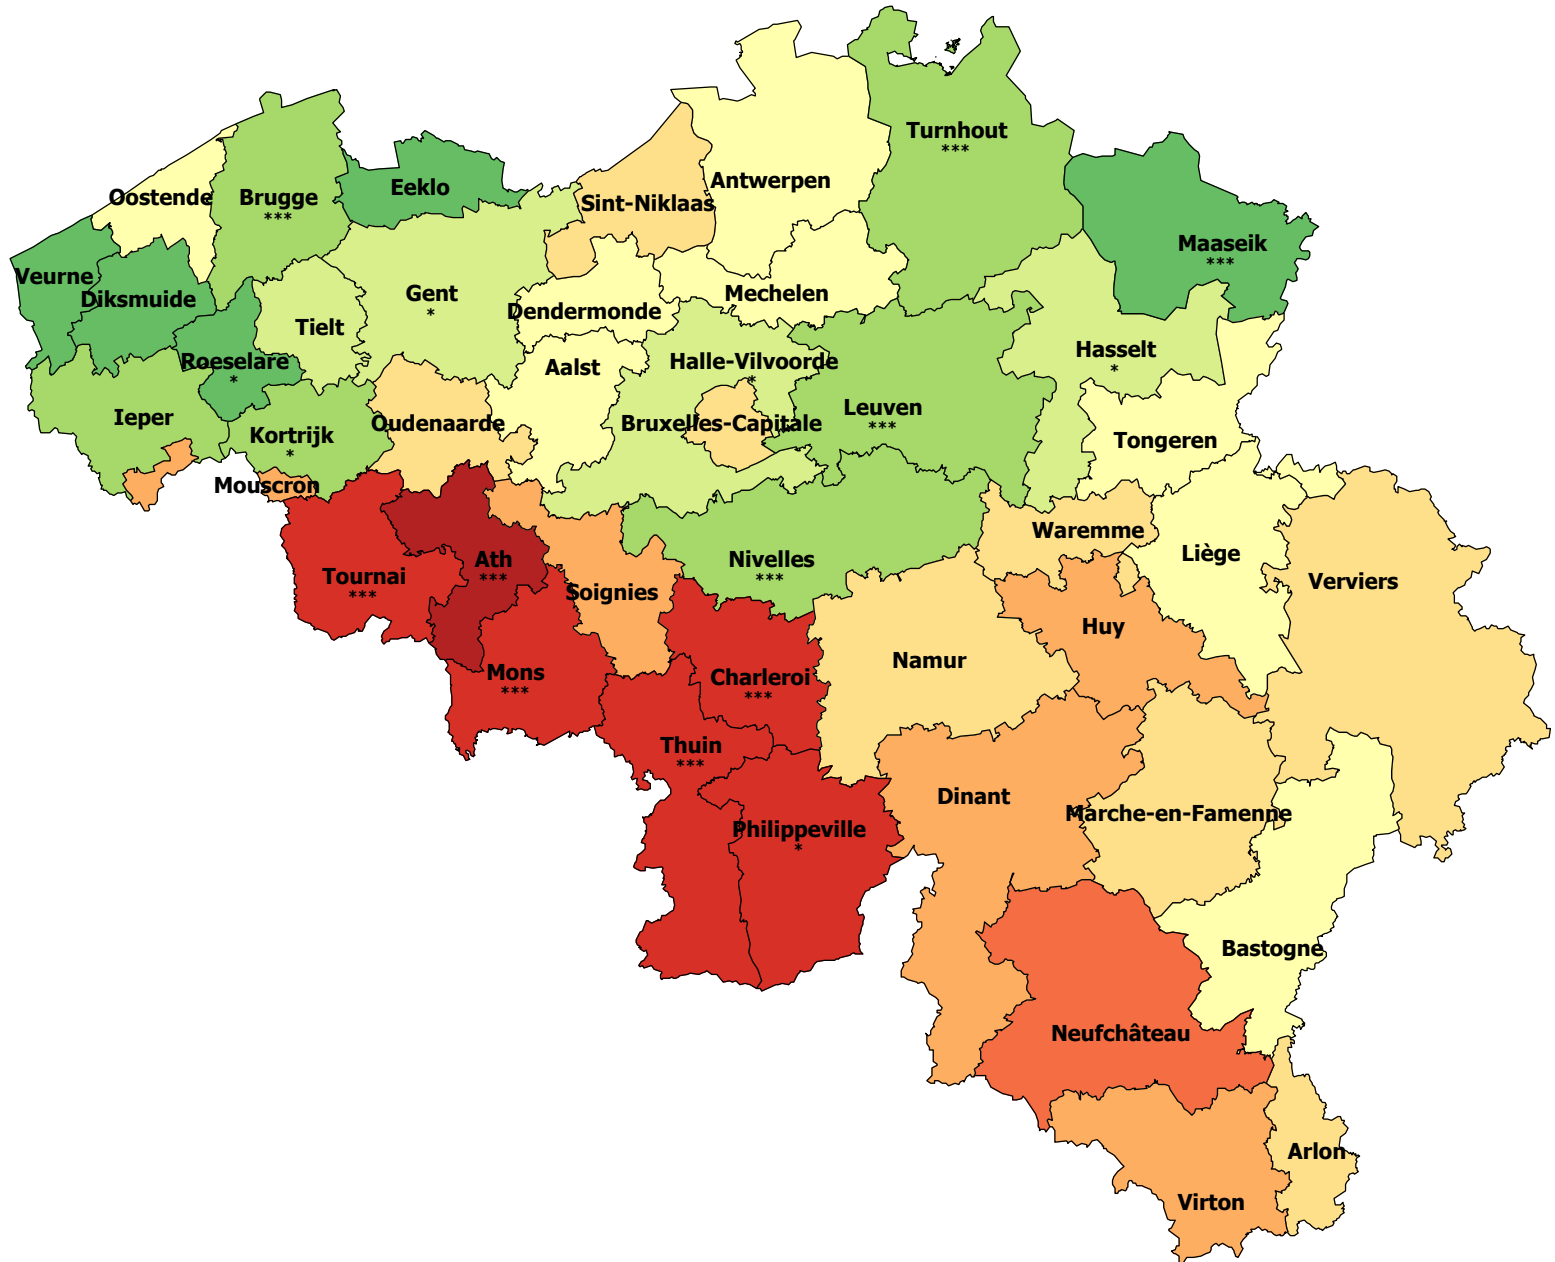 Turnhout
***
Antwerpen
Eeklo
Oostende
Brugge
***
Sint-Niklaas
Maaseik
***
Veurne
Diksmuide
Gent
*
Mechelen
Dendermonde
Tielt
Roeselare
*
Aalst
Halle-Vilvoorde
*
Hasselt
*
Ieper
Kortrijk
*
Oudenaarde
Bruxelles-Capitale
Leuven
***
Tongeren
Mouscron
Waremme
Tournai
***
Ath
***
Soignies
Nivelles
***
Liège
Verviers
Huy
Mons
***
Charleroi
***
Namur
Thuin
***
Dinant
Marche-en-Famenne
Philippeville
*
Bastogne
Neufchâteau
Arlon
Virton